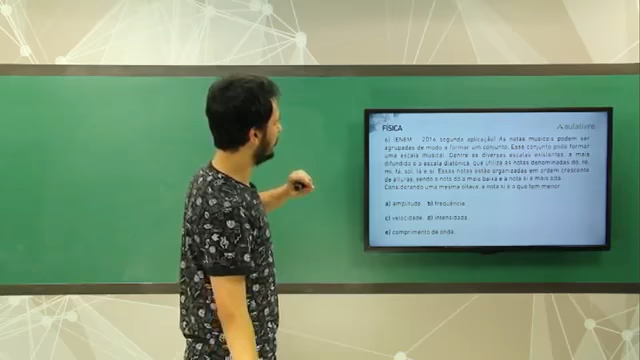 FÍSICA
aulalivre
e) (ENEM - 2016 segunda aplicação) As notas musicais podem ser
agrupadas de modo a formar um conjunto. Esse conjunto pode formar
uma escala musical. Dentre as diversas escalas existentes, a mais
difundida é a escala diatônica, que utiliza as notas denominadas dó, ré,
mi, fá, sol, lá e si. Essas notas estão organizadas em ordem crescente
de alturas, sendo a nota dó a mais baixa e a nota si a mais alta.
Considerando uma mesma oitava, a nota si é a que tem menor
a) amplitude b) frequência
c) velocidade d) intensidade
e) comprimento de onda.